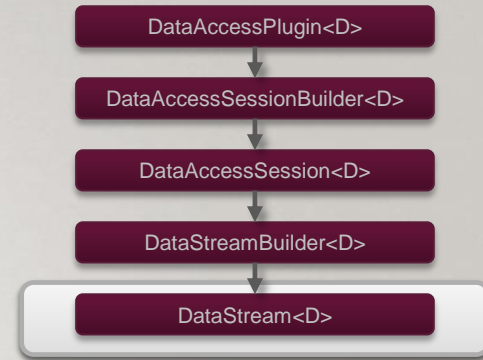 DataAccessPlugin<D>
DataAccessSessionBuilder<D>
DataAccessSession<D>
DataStreamBuilder<D>
DataStream<D>